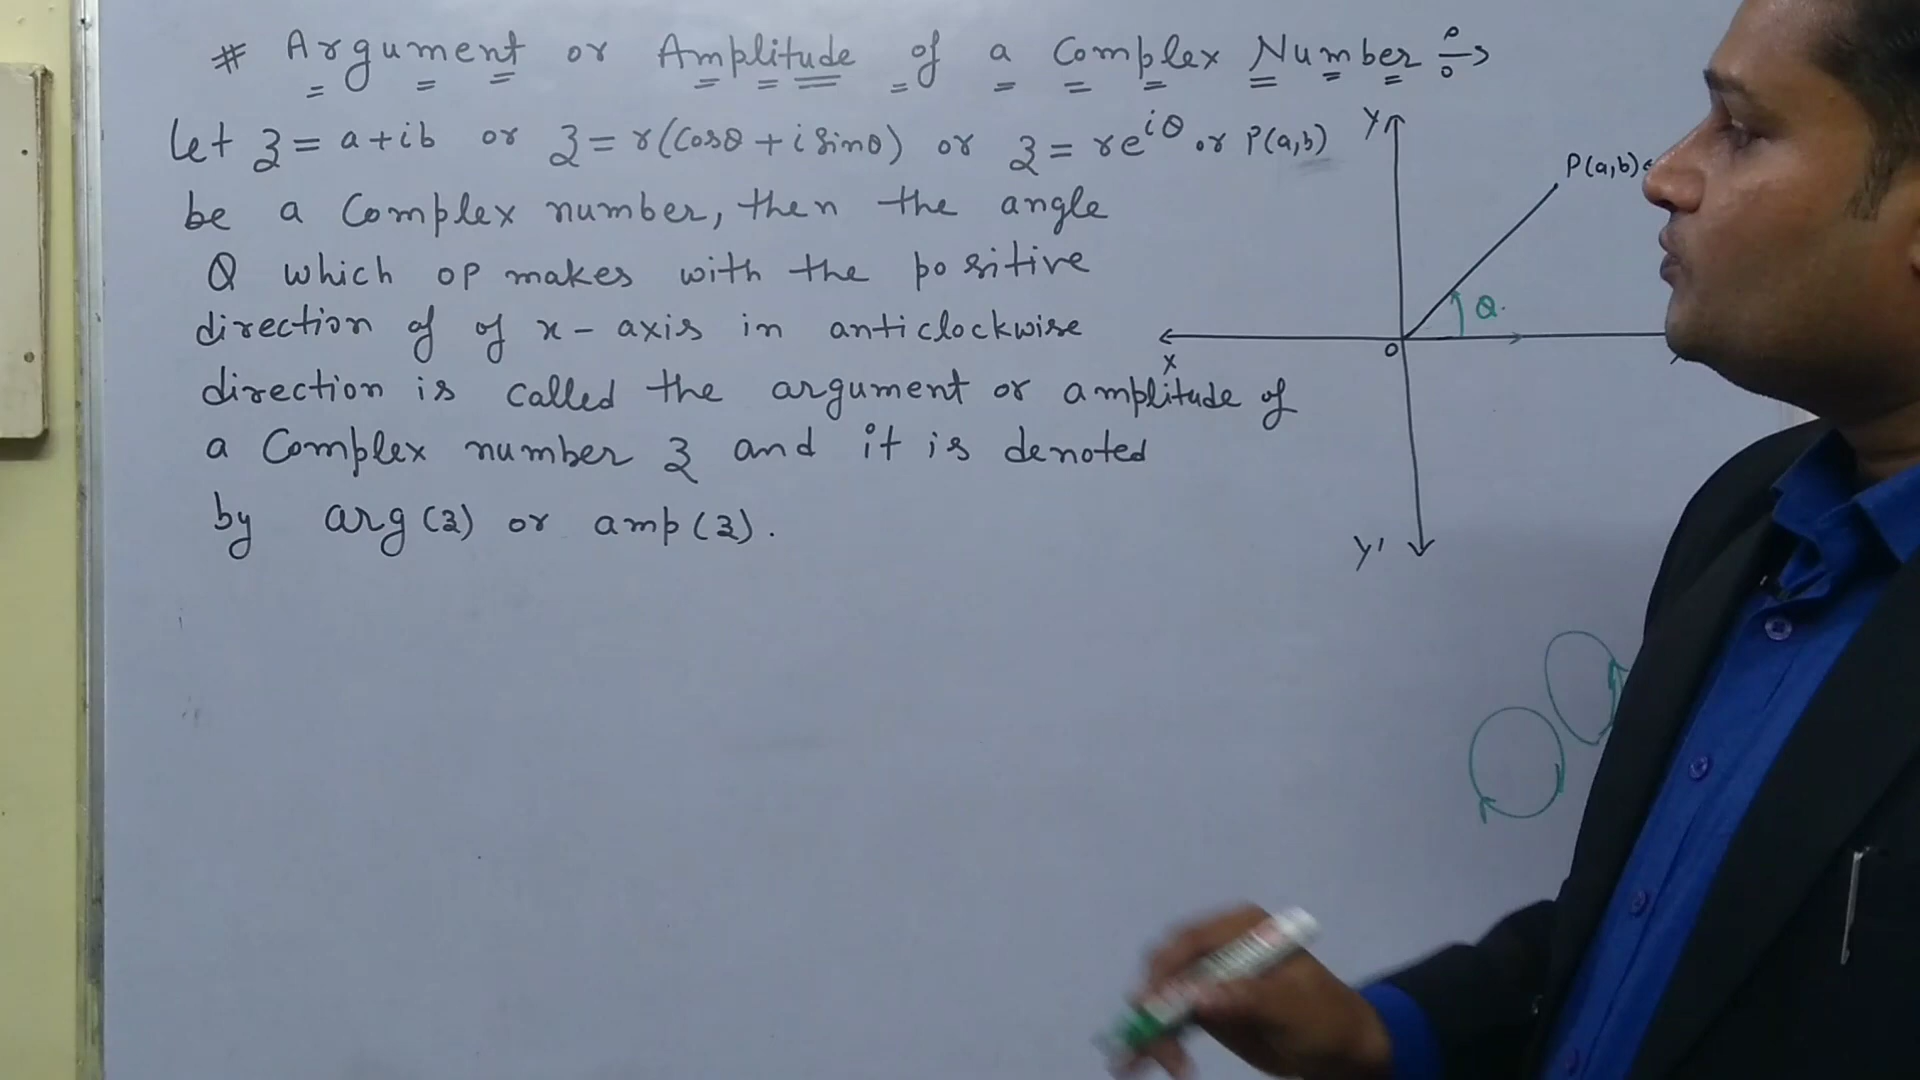 # Argument or Amplitude of a Complex Number :→
Let z = a+ib or z = r(Cosθ + i Sinθ) or z = re^{iθ} or P(a,b)
be a Complex number, then the angle
θ which OP makes with the positive
direction of of x-axis in anticlockwise
direction is called the argument or amplitude of
a Complex number z and it is denoted
by arg(z) or amp(z).
Y
P(a,b)
θ
O
X
Y'